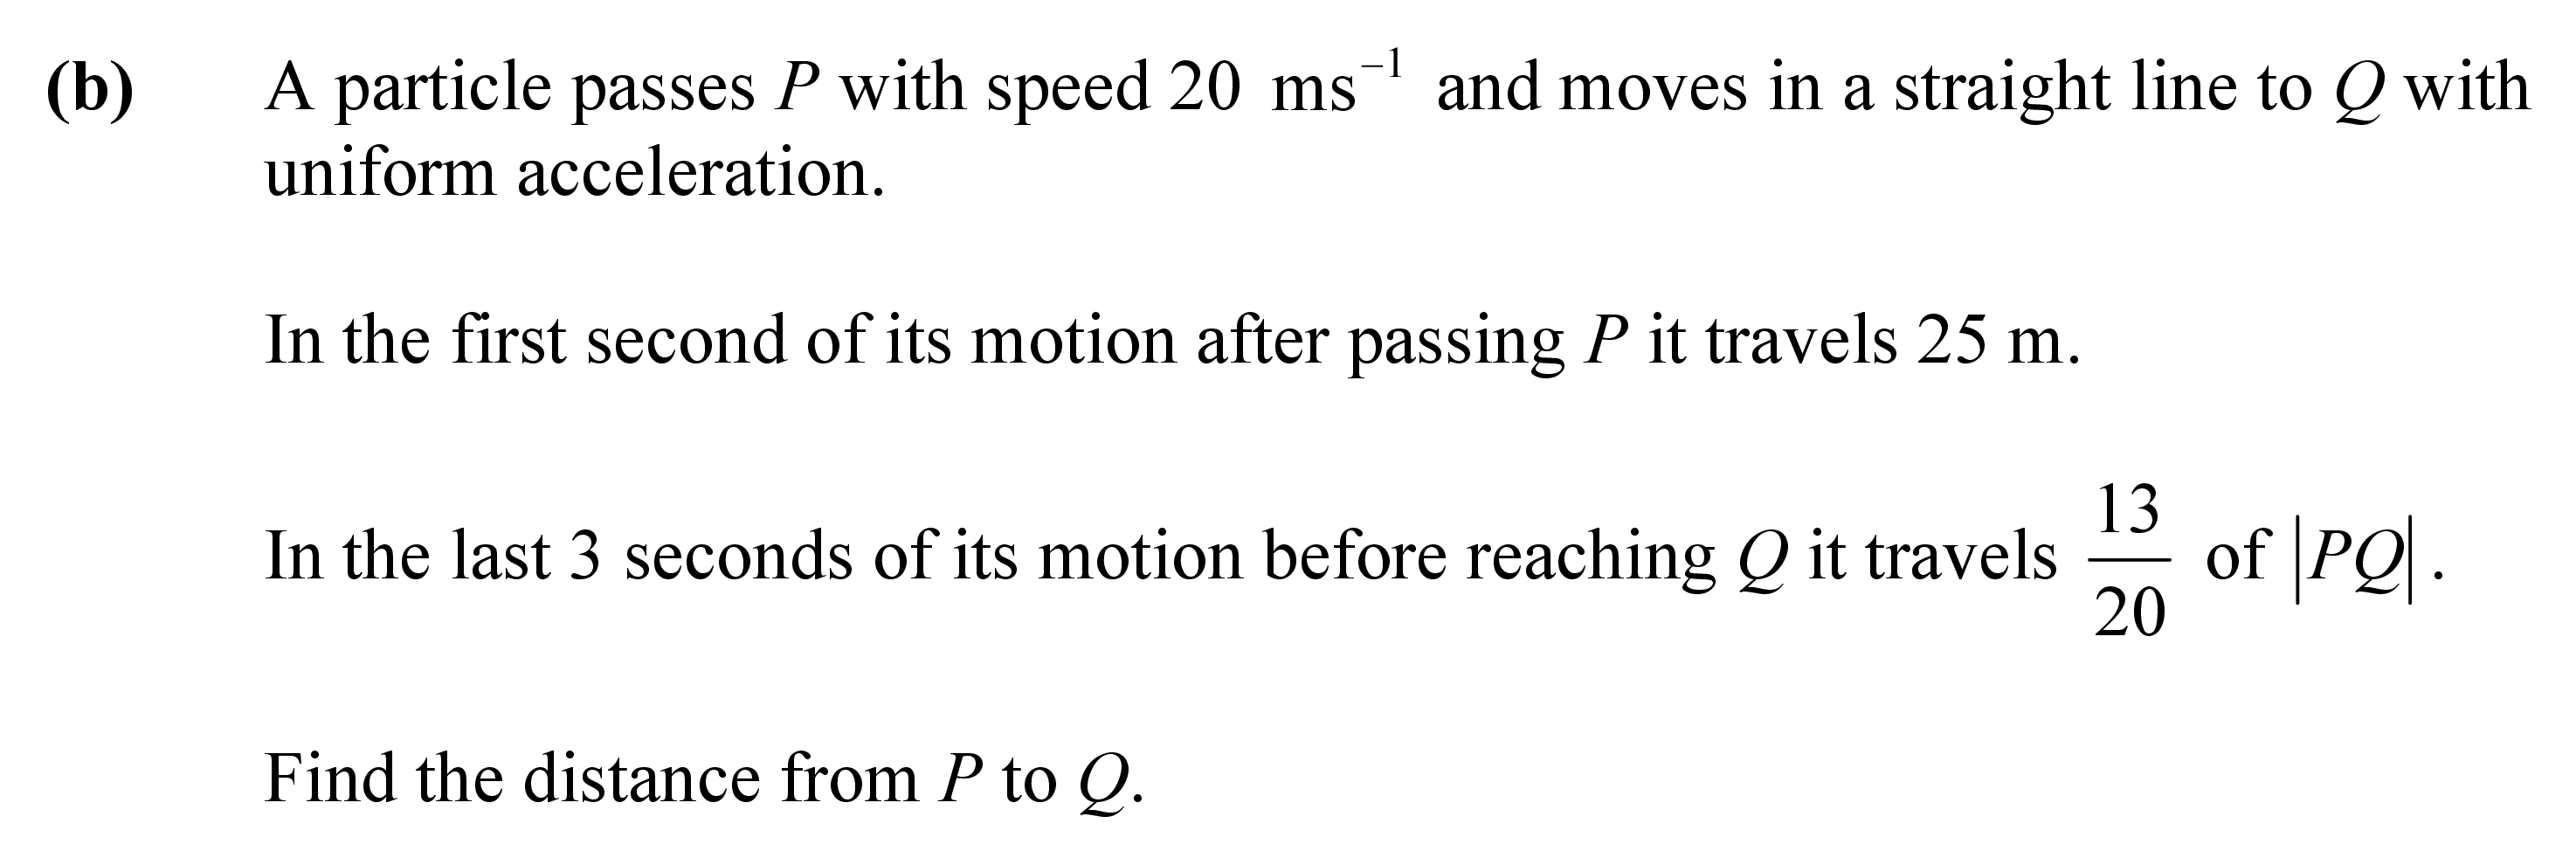 (b) A particle passes P with speed 20 ms⁻¹ and moves in a straight line to Q with
uniform acceleration.
In the first second of its motion after passing P it travels 25 m.
In the last 3 seconds of its motion before reaching Q it travels 13/20 of |PQ|.
Find the distance from P to Q.